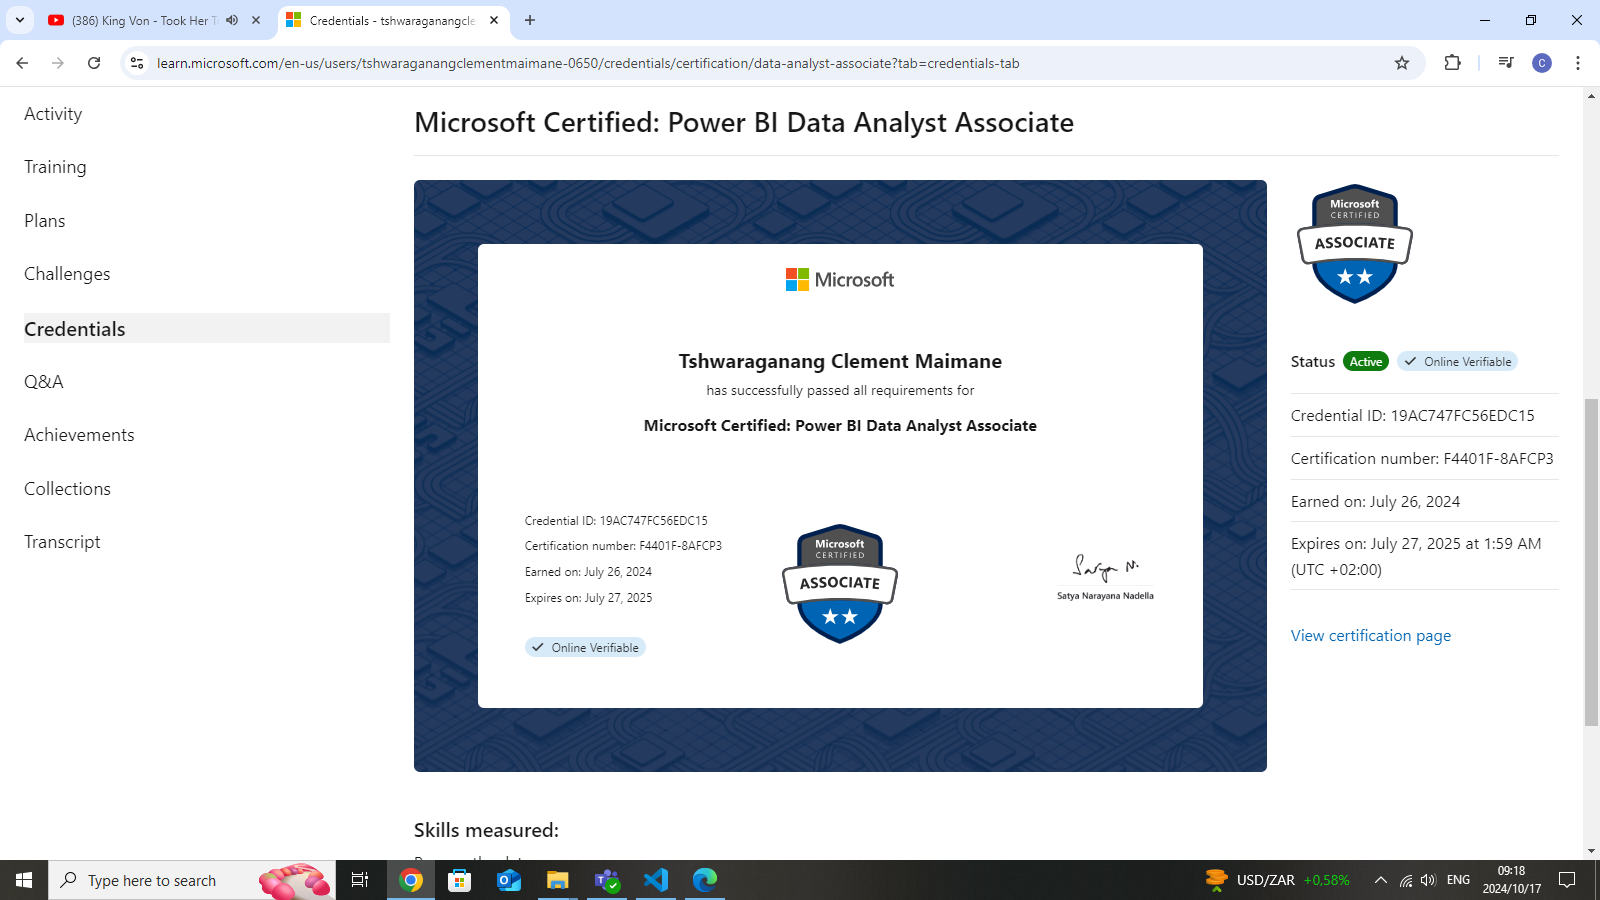 (386) King Von - Took Her T
Credentials - tshwaraganangcle
learn.microsoft.com/en-us/users/tshwaraganangclementmaimane-0650/credentials/certification/data-analyst-associate?tab=credentials-tab
C
Activity
Training
Plans
Challenges
Credentials
Q&A
Achievements
Collections
Transcript
Microsoft Certified: Power BI Data Analyst Associate
Microsoft
Tshwaraganang Clement Maimane
has successfully passed all requirements for
Microsoft Certified: Power BI Data Analyst Associate
Credential ID: 19AC747FC56EDC15
Certification number: F4401F-8AFCP3
Earned on: July 26, 2024
Expires on: July 27, 2025
Online Verifiable
Microsoft
CERTIFIED
ASSOCIATE
Satya Narayana Nadella
Microsoft
CERTIFIED
ASSOCIATE
Status Active Online Verifiable
Credential ID: 19AC747FC56EDC15
Certification number: F4401F-8AFCP3
Earned on: July 26, 2024
Expires on: July 27, 2025 at 1:59 AM
(UTC +02:00)
View certification page
Skills measured:
Type here to search
USD/ZAR +0,58%
ENG
09:18
2024/10/17